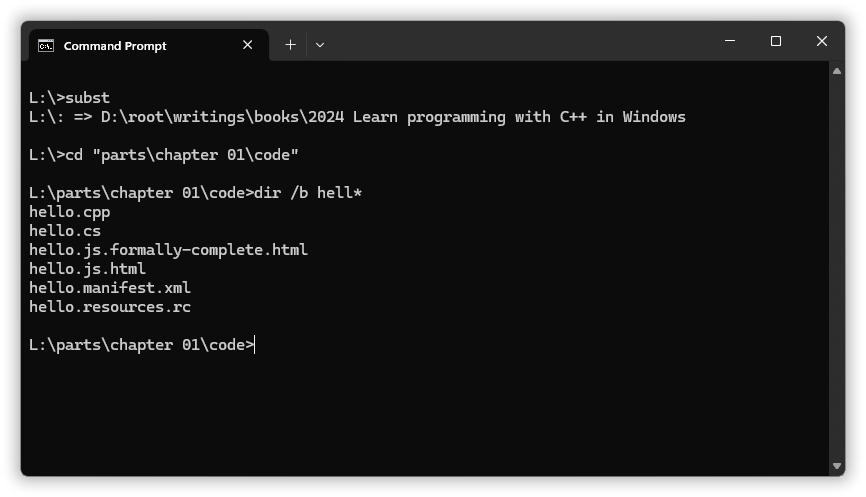 Command Prompt
L:\>subst
L:\: => D:\root\writings\books\2024 Learn programming with C++ in Windows
L:\>cd "parts\chapter 01\code"
L:\parts\chapter 01\code>dir /b hell*
hello.cpp
hello.cs
hello.js.formally-complete.html
hello.js.html
hello.manifest.xml
hello.resources.rc
L:\parts\chapter 01\code>